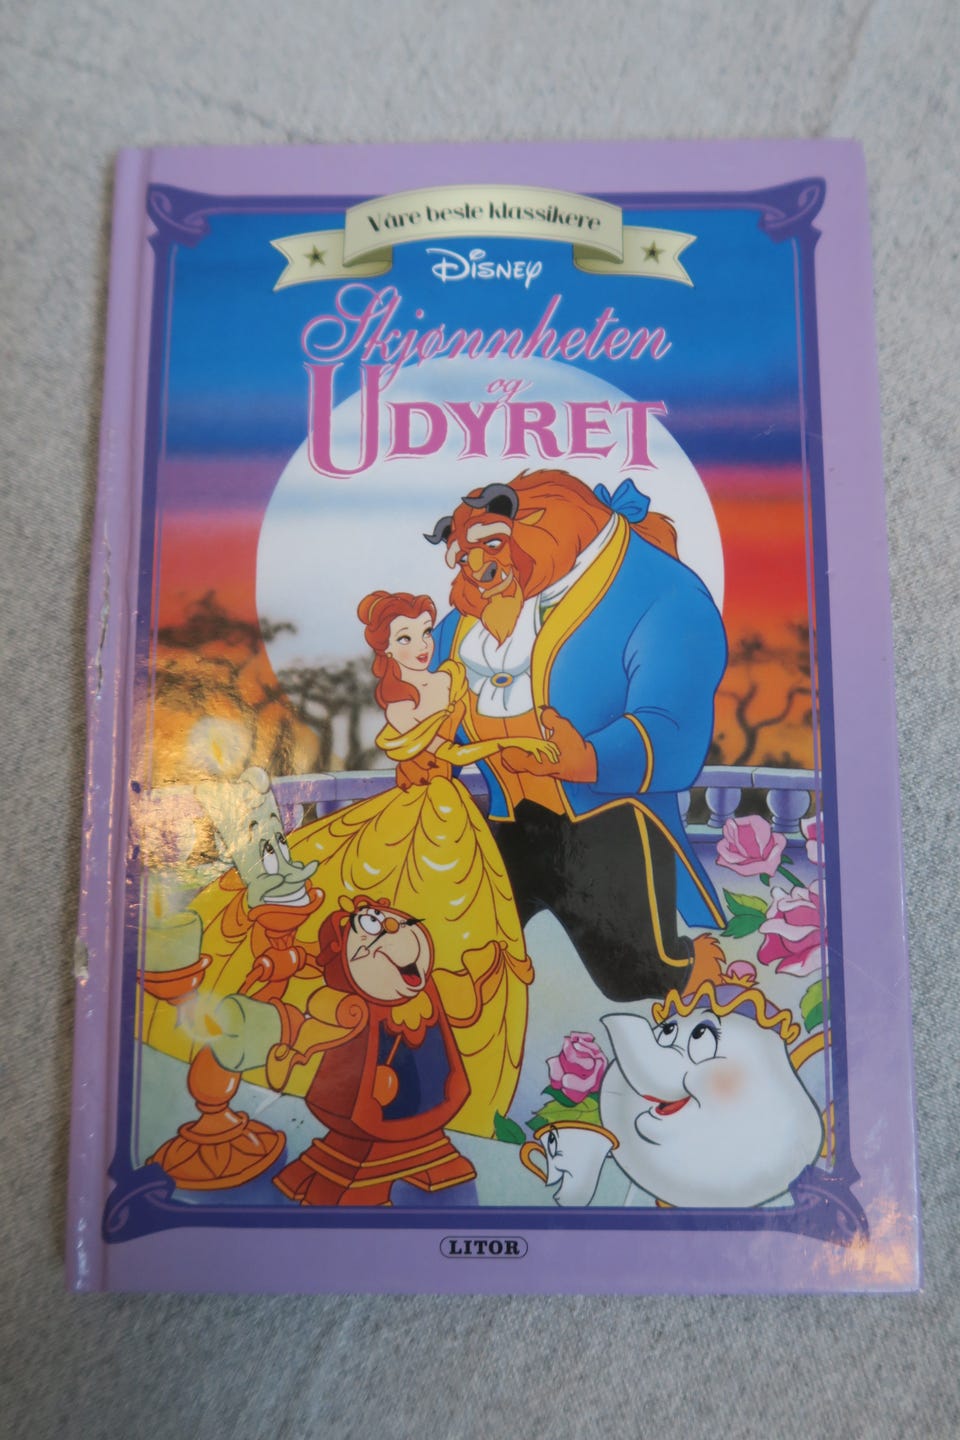 Våre beste klassikere
Disney
Skjønnheten
og
UDYRET
LITOR